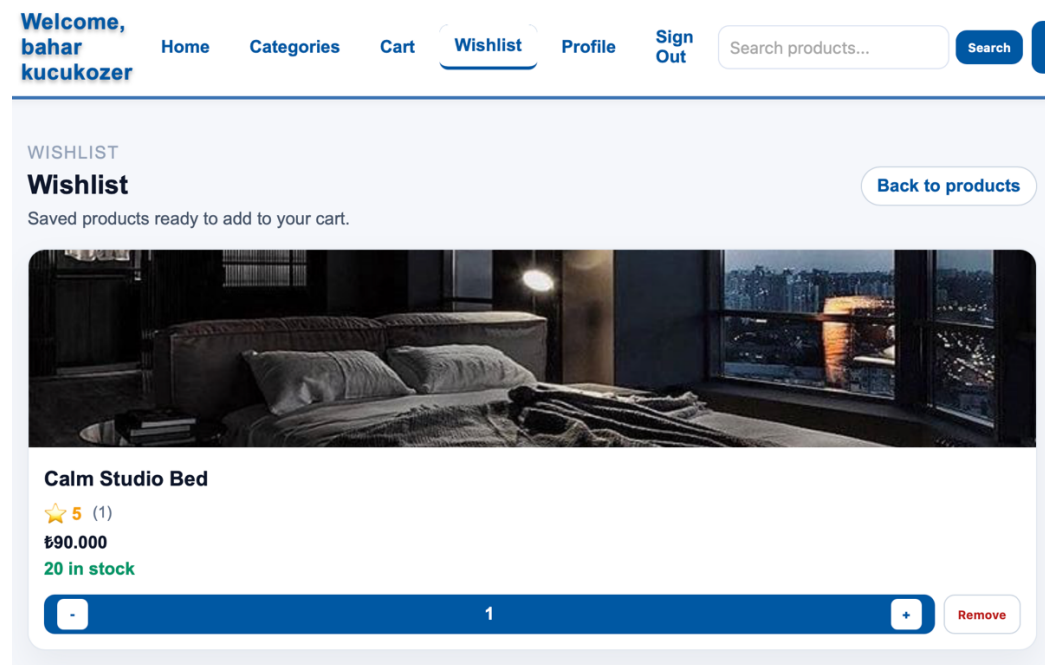 Welcome,
bahar
kucukozer
Home
Categories
Cart
Wishlist
Profile
Sign
Out
Search products...
Search
WISHLIST
Wishlist
Back to products
Saved products ready to add to your cart.
Calm Studio Bed
5 (1)
₺90.000
20 in stock
-
1
+
Remove